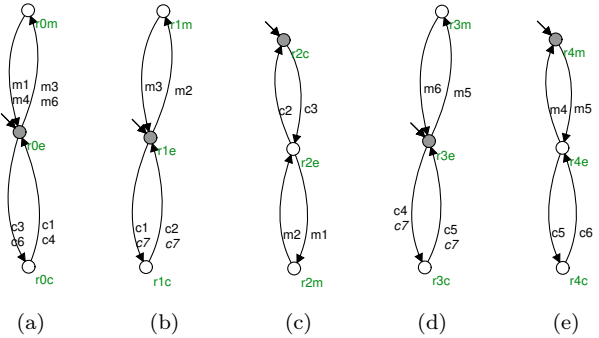 r0m
m1
m4
m3
m6
r0e
c3
c6
c1
c4
r0c
(a)
r1m
m3
m2
r1e
c1
c7
c2
c7
r1c
(b)
r2c
c2
c3
r2e
m2
m1
r2m
(c)
r3m
m6
m5
r3e
c4
c7
c5
c7
r3c
(d)
r4m
m4
m5
r4e
c5
c6
r4c
(e)